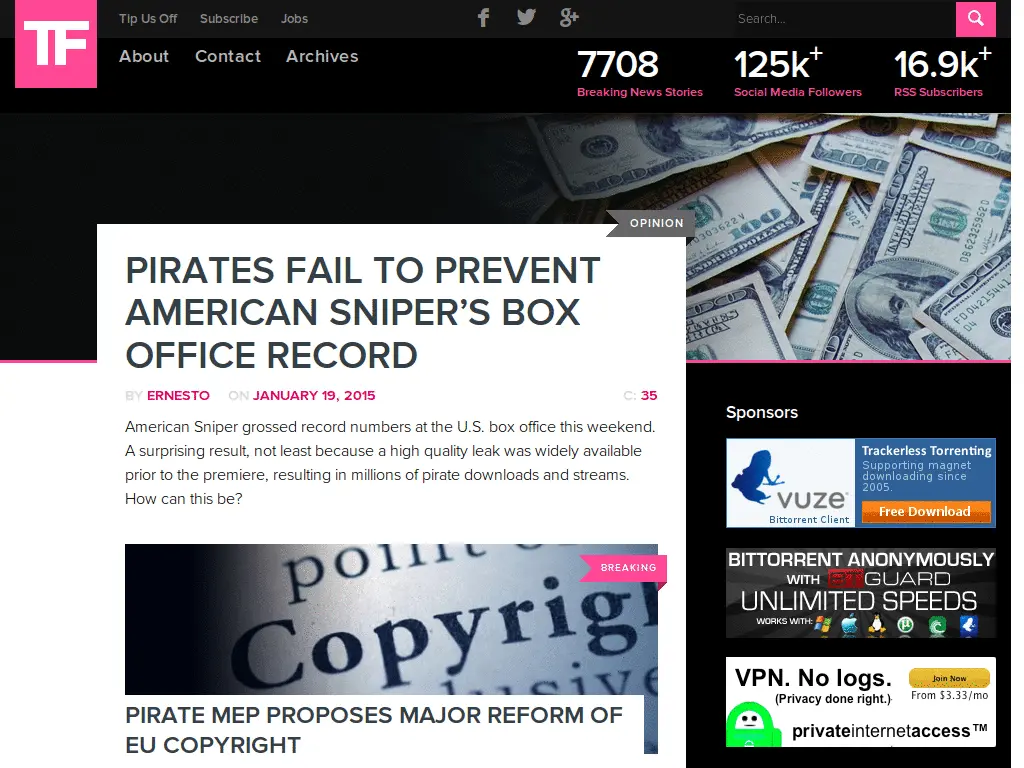 TF
Tip Us Off Subscribe Jobs
Search...
About Contact Archives
7708
Breaking News Stories
125k+
Social Media Followers
16.9k+
RSS Subscribers
OPINION
PIRATES FAIL TO PREVENT
AMERICAN SNIPER’S BOX
OFFICE RECORD
BY ERNESTO ON JANUARY 19, 2015 C: 35
American Sniper grossed record numbers at the U.S. box office this weekend.
A surprising result, not least because a high quality leak was widely available
prior to the premiere, resulting in millions of pirate downloads and streams.
How can this be?
BREAKING
Copyrig
PIRATE MEP PROPOSES MAJOR REFORM OF
EU COPYRIGHT
Sponsors
vuze
Bittorrent Client
Trackerless Torrenting
Supporting magnet
downloading since
2005.
Free Download
BITTORRENT ANONYMOUSLY
WITH BTGUARD
UNLIMITED SPEEDS
WORKS WITH:
VPN. No logs.
(Privacy done right.)
Join Now
From $3.33/mo
privateinternetaccess™